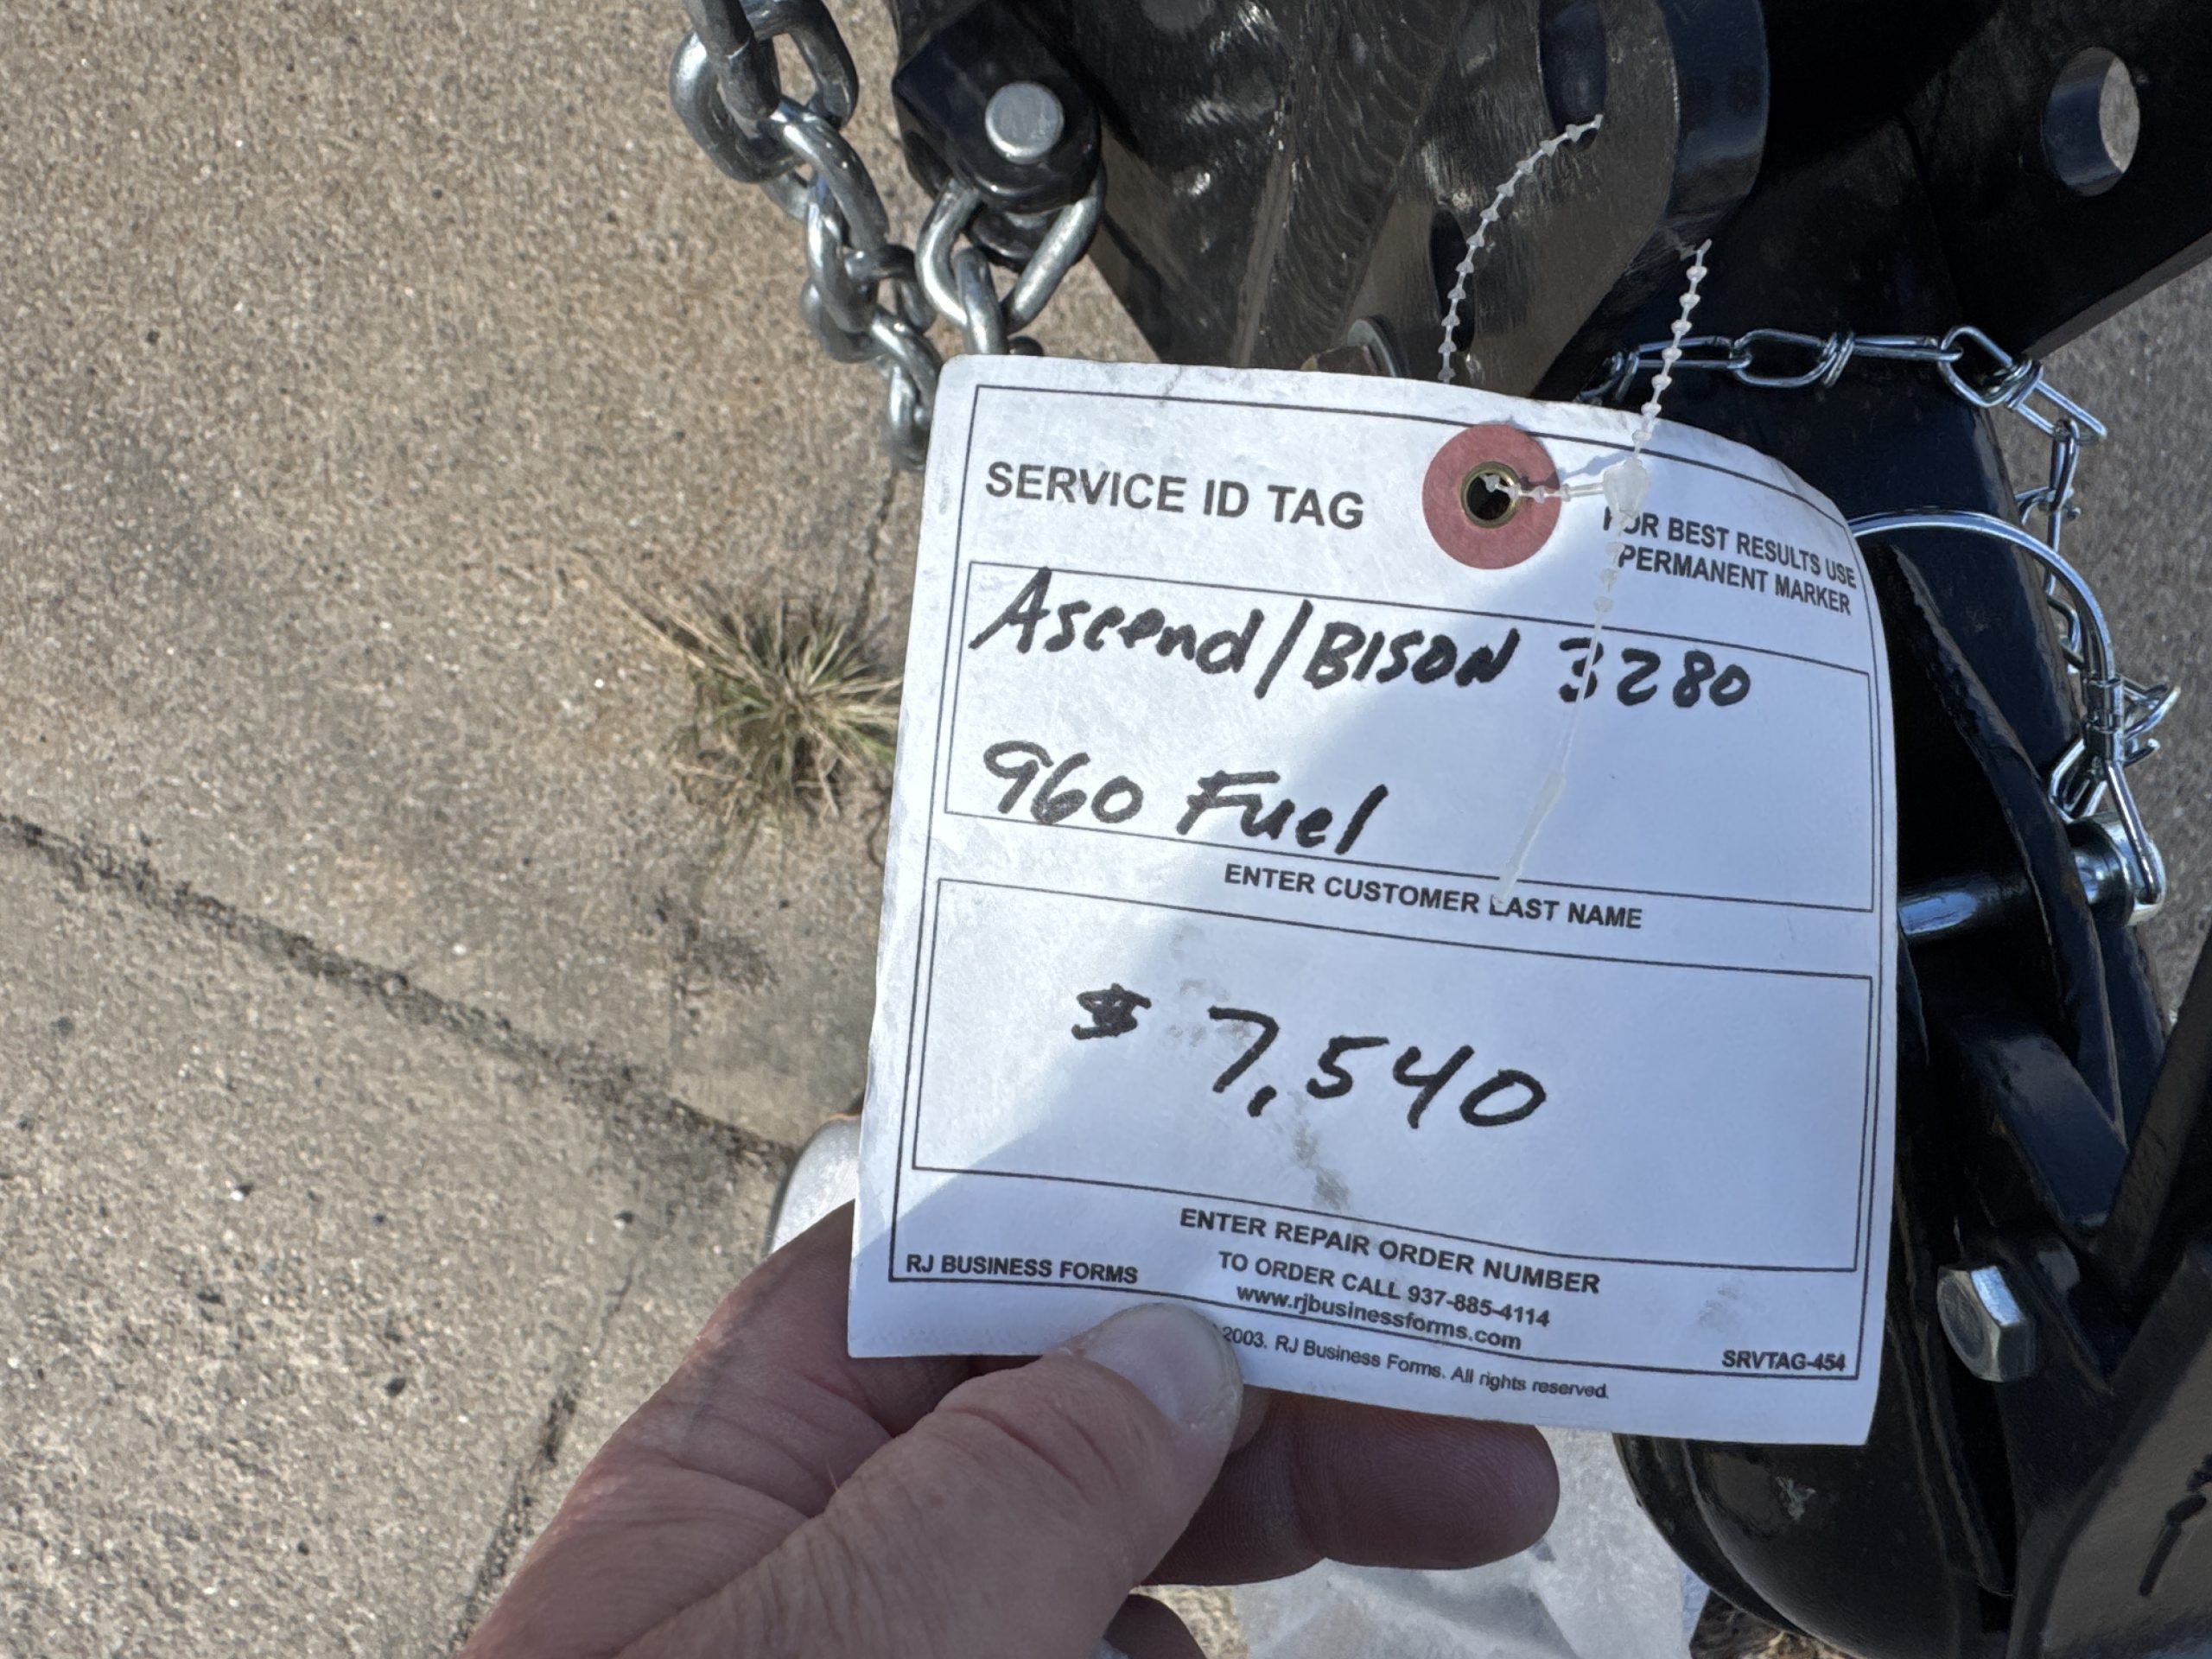 SERVICE ID TAG
FOR BEST RESULTS USE
PERMANENT MARKER
Ascend/BISON 3280
960 Fuel
ENTER CUSTOMER LAST NAME
$ 7,540
ENTER REPAIR ORDER NUMBER
RJ BUSINESS FORMS
TO ORDER CALL 937-885-4114
www.rjbusinessforms.com
2003. RJ Business Forms. All rights reserved.
SRVTAG-454